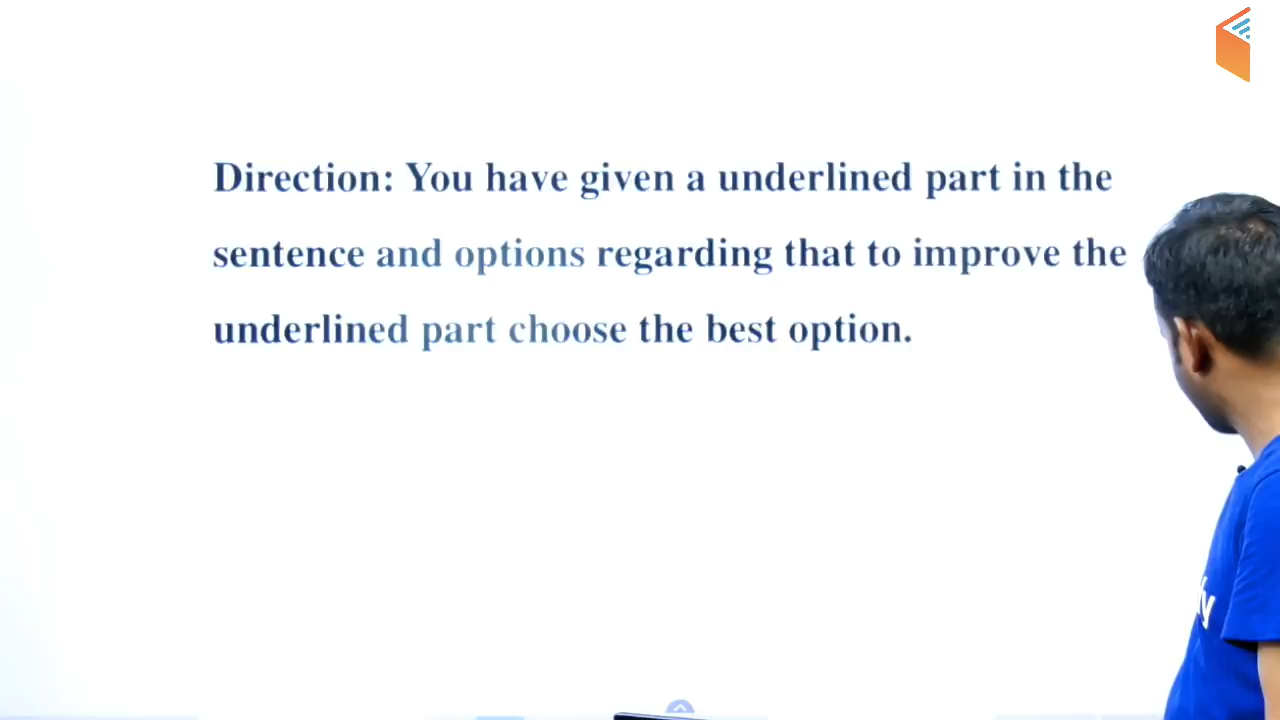 Direction: You have given a underlined part in the
sentence and options regarding that to improve the
underlined part choose the best option.